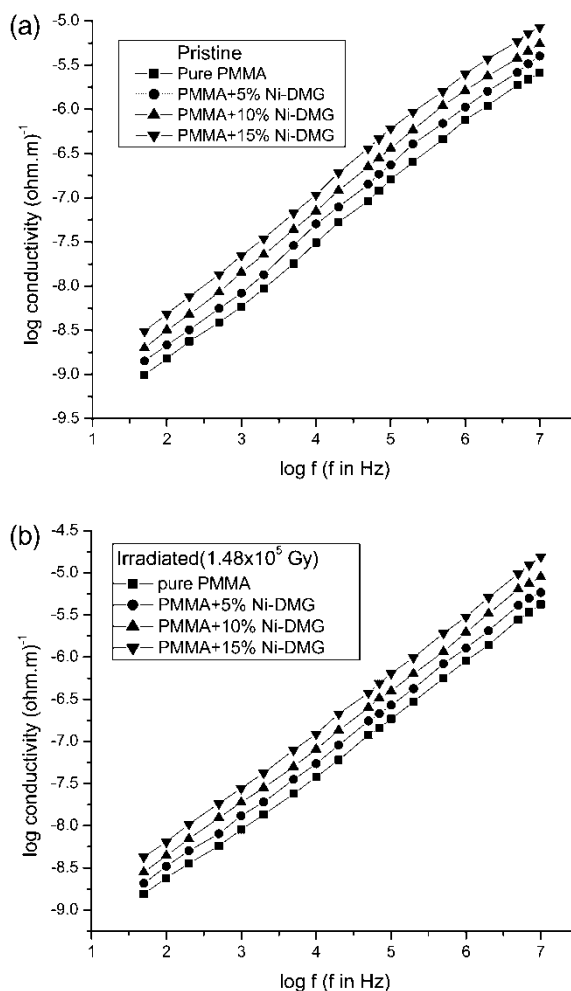 (a)
Pristine
Pure PMMA
PMMA+5% Ni-DMG
PMMA+10% Ni-DMG
PMMA+15% Ni-DMG
log conductivity (ohm.m)⁻¹
-5.0
-5.5
-6.0
-6.5
-7.0
-7.5
-8.0
-8.5
-9.0
-9.5
1 2 3 4 5 6 7
log f (f in Hz)
(b)
Irradiated(1.48x10⁵ Gy)
pure PMMA
PMMA+5% Ni-DMG
PMMA+10% Ni-DMG
PMMA+15% Ni-DMG
log conductivity (ohm.m)⁻¹
-4.5
-5.0
-5.5
-6.0
-6.5
-7.0
-7.5
-8.0
-8.5
-9.0
1 2 3 4 5 6 7
log f (f in Hz)